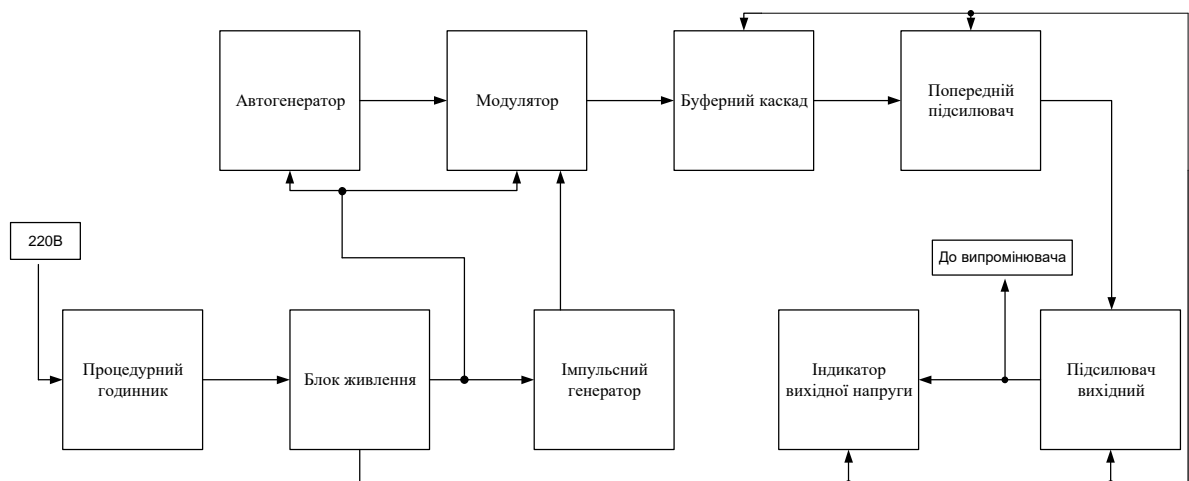 Автогенератор
Модулятор
Буферний каскад
Попередній
підсилювач
220В
До випромінювача
Процедурний
годинник
Блок живлення
Імпульсний
генератор
Індикатор
вихідної напруги
Підсилювач
вихідний